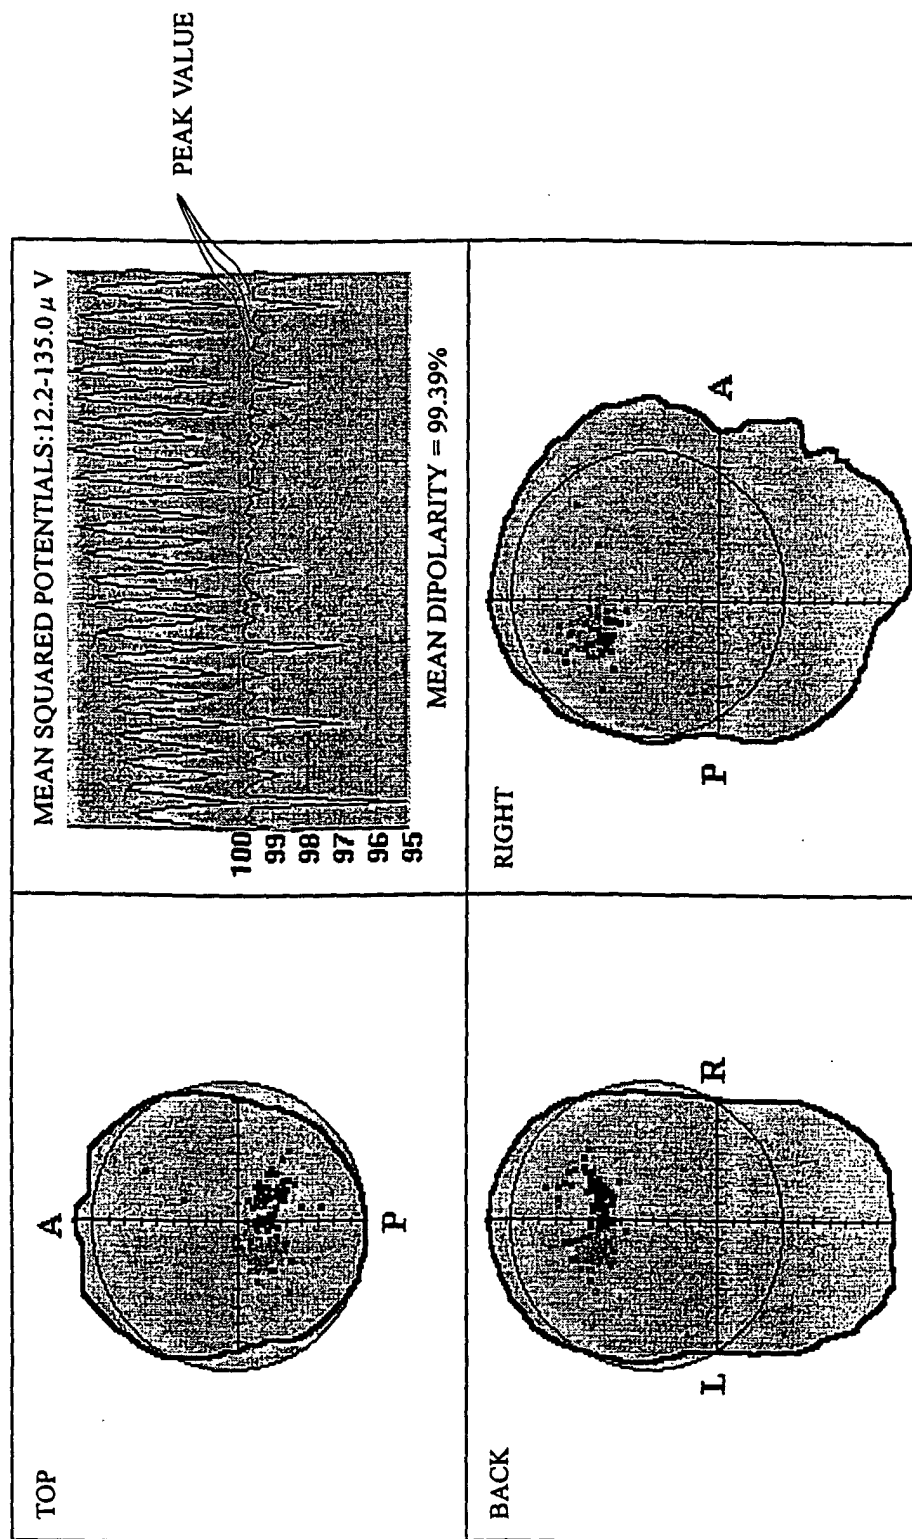 TOP
A
P
MEAN SQUARED POTENTIALS:12.2-135.0 μ V
100
99
98
97
96
95
PEAK VALUE
MEAN DIPOLARITY = 99.39%
BACK
L
R
RIGHT
P
A